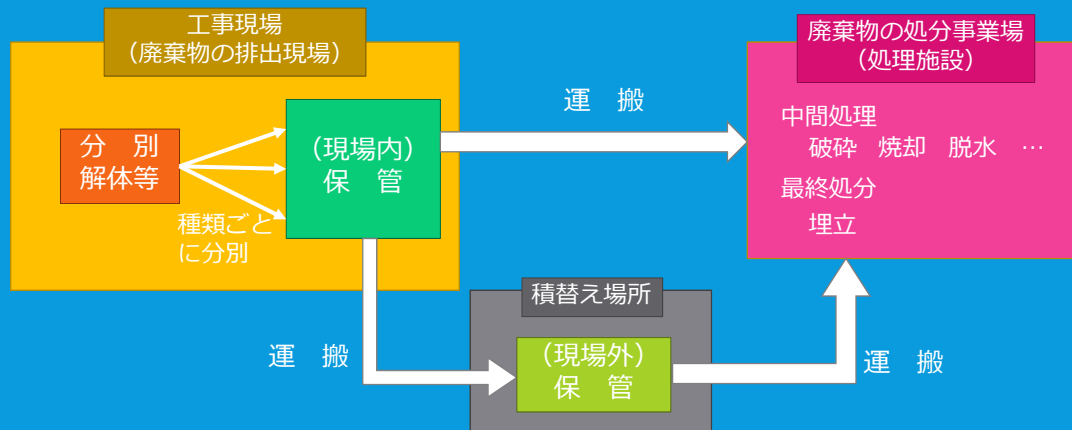 工事現場
（廃棄物の排出現場）
分　別
解体等
種類ごと
に分別
（現場内）
保　管
運　搬
廃棄物の処分事業場
（処理施設）
中間処理
破砕　焼却　脱水　…
最終処分
埋立
運　搬
積替え場所
（現場外）
保　管
運　搬